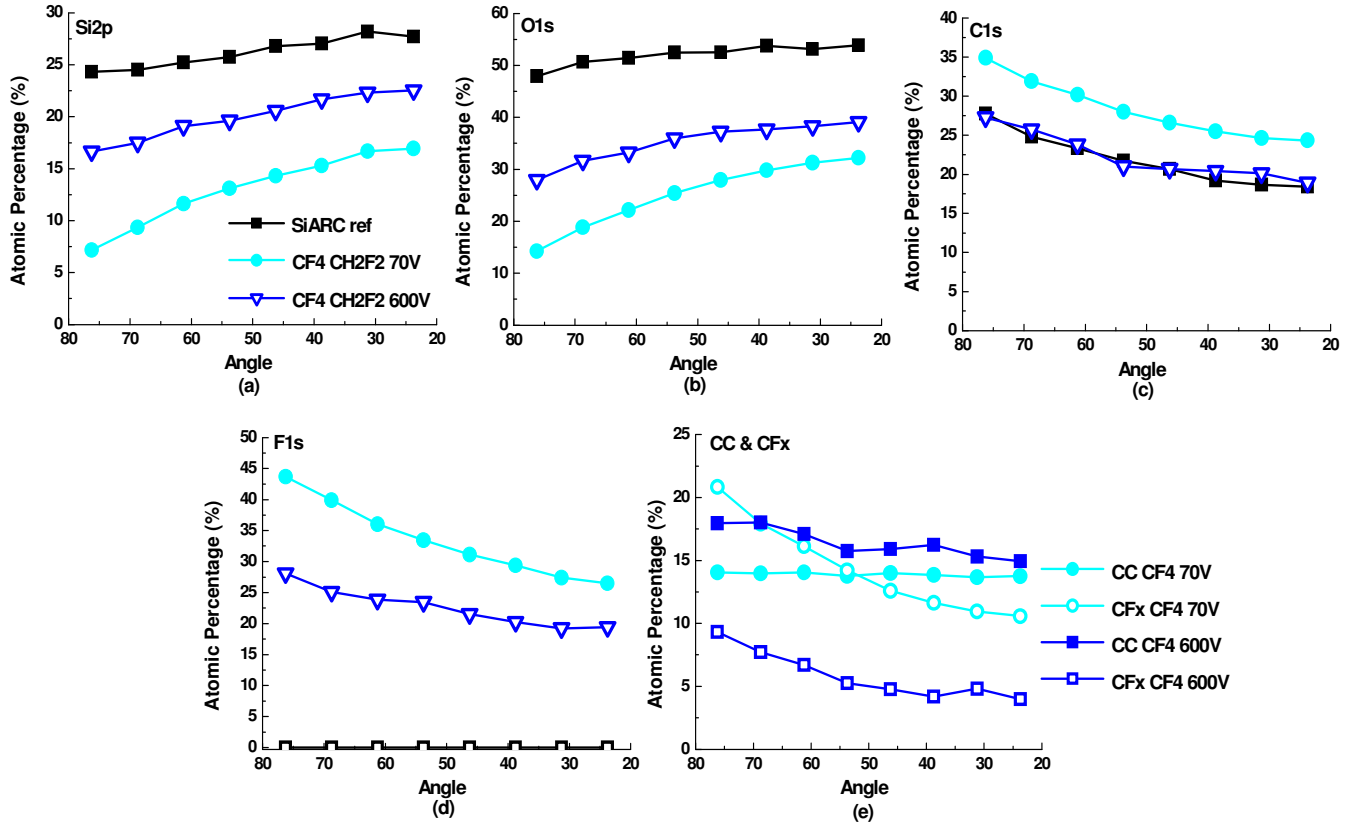 Si2p
Atomic Percentage (%)
30
25
20
15
10
5
0
80 70 60 50 40 30 20
Angle
(a)
SiARC ref
CF4 CH2F2 70V
CF4 CH2F2 600V
O1s
Atomic Percentage (%)
60
50
40
30
20
10
0
80 70 60 50 40 30 20
Angle
(b)
C1s
Atomic Percentage (%)
40
35
30
25
20
15
10
5
0
80 70 60 50 40 30 20
Angle
(c)
F1s
Atomic Percentage (%)
50
45
40
35
30
25
20
15
10
5
0
80 70 60 50 40 30 20
Angle
(d)
CC & CFx
Atomic Percentage (%)
25
20
15
10
5
0
80 70 60 50 40 30 20
Angle
(e)
CC CF4 70V
CFx CF4 70V
CC CF4 600V
CFx CF4 600V